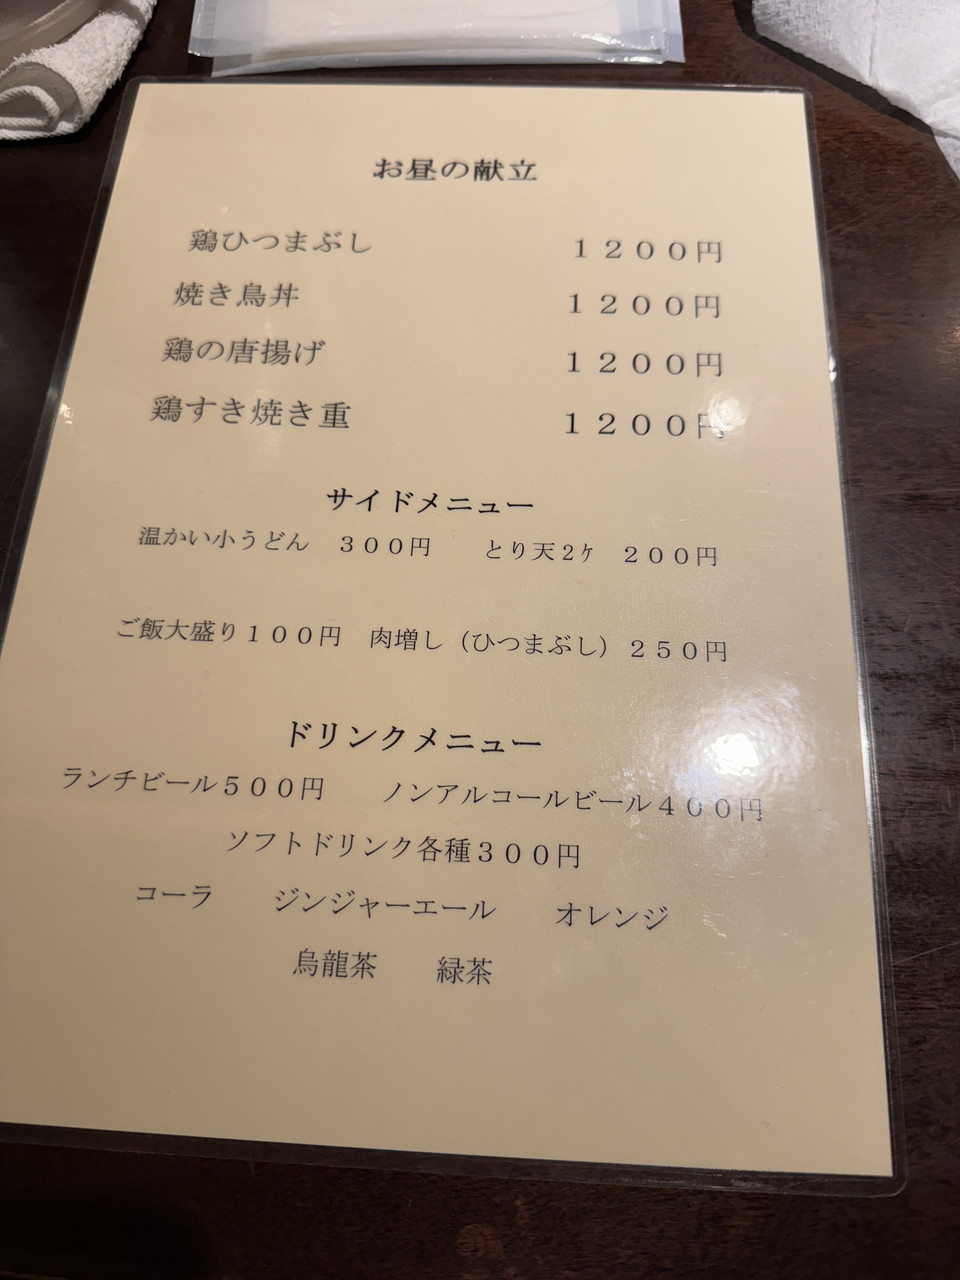 お昼の献立
鶏ひつまぶし　１２００円
焼き鳥丼　１２００円
鶏の唐揚げ　１２００円
鶏すき焼き重　１２００円
サイドメニュー
温かい小うどん　３００円　とり天２ｹ　２００円
ご飯大盛り１００円　肉増し（ひつまぶし）２５０円
ドリンクメニュー
ランチビール５００円　ノンアルコールビール４００円
ソフトドリンク各種３００円
コーラ　ジンジャーエール　オレンジ
烏龍茶　緑茶